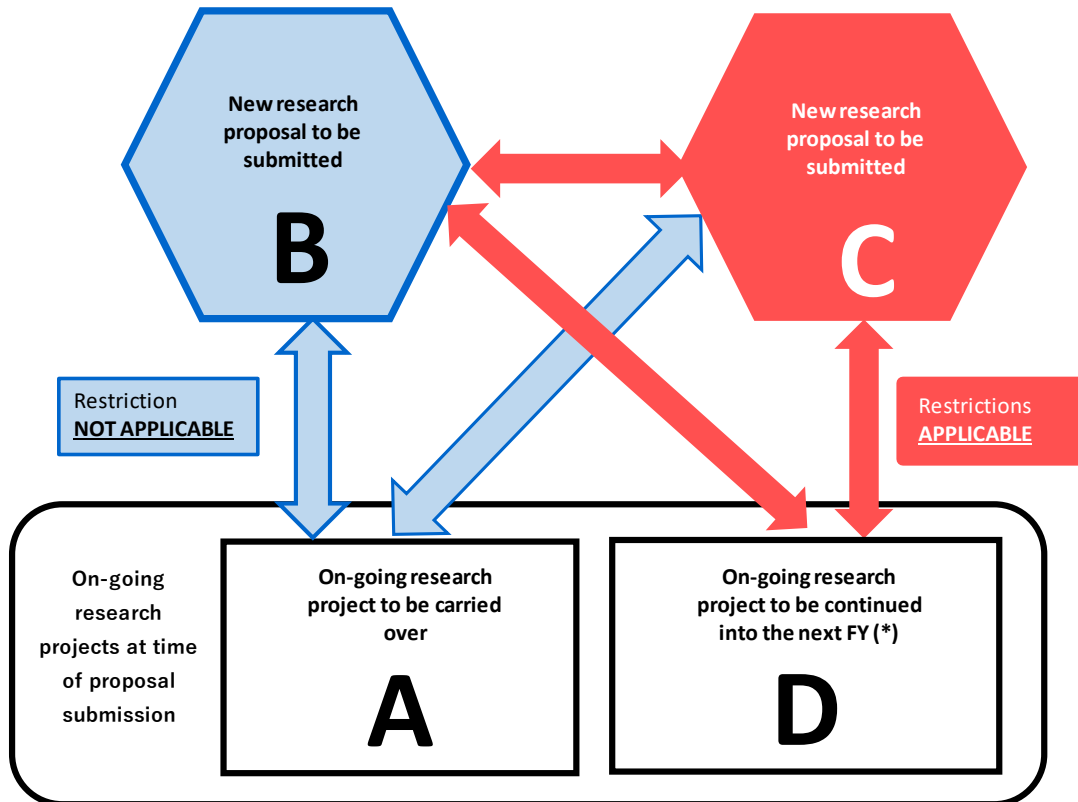 New research
proposal to be
submitted
B
New research
proposal to be
submitted
C
Restriction
NOT APPLICABLE
Restrictions
APPLICABLE
On-going
research
projects at time
of proposal
submission
On-going research
project to be carried
over
A
On-going research
project to be continued
into the next FY (*)
D